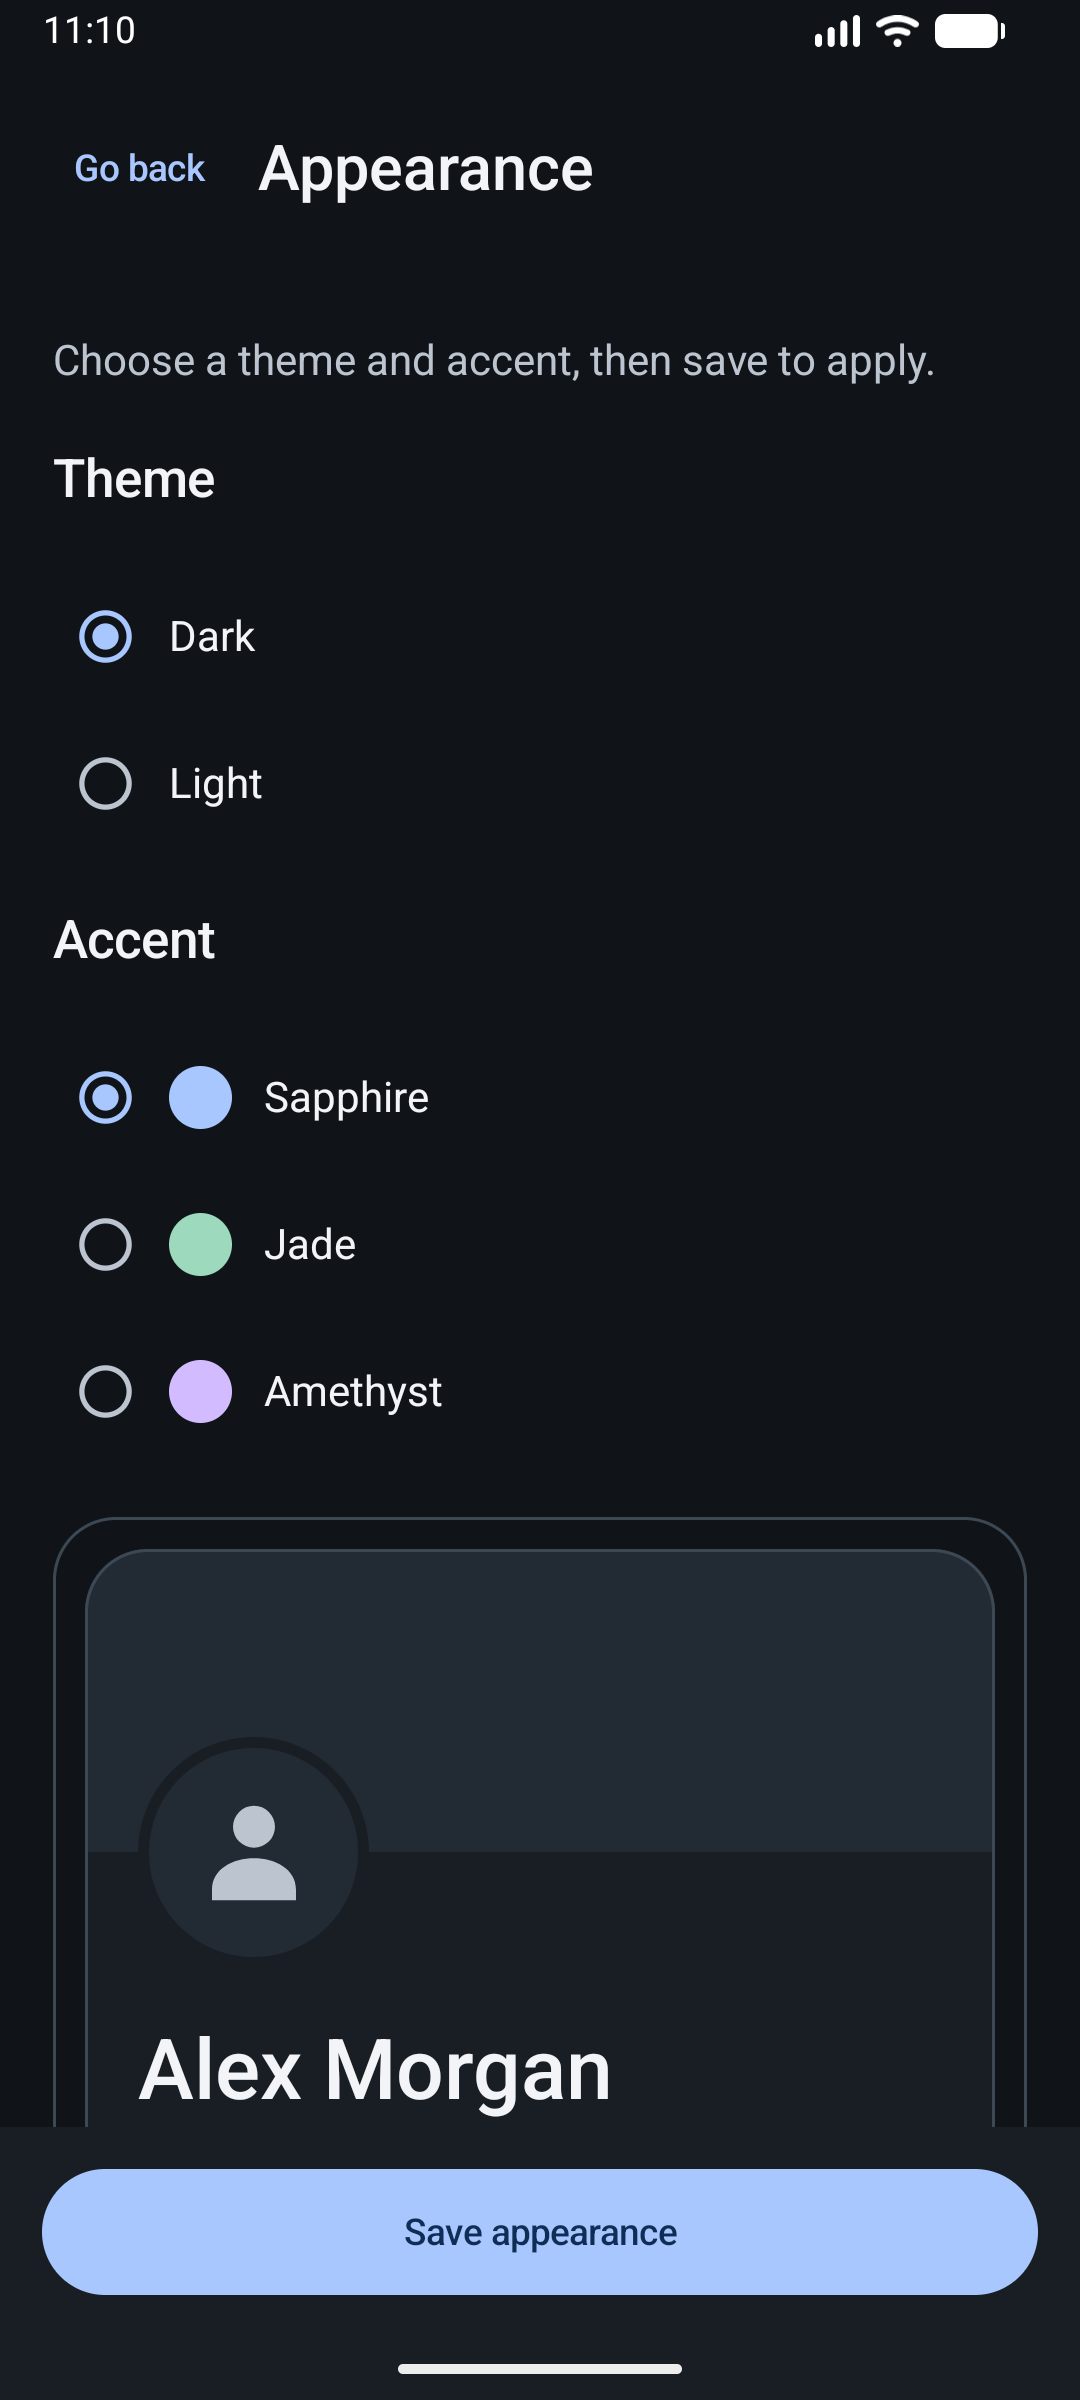 11:10
Go back
Appearance
Choose a theme and accent, then save to apply.
Theme
Dark
Light
Accent
Sapphire
Jade
Amethyst
Alex Morgan
Save appearance